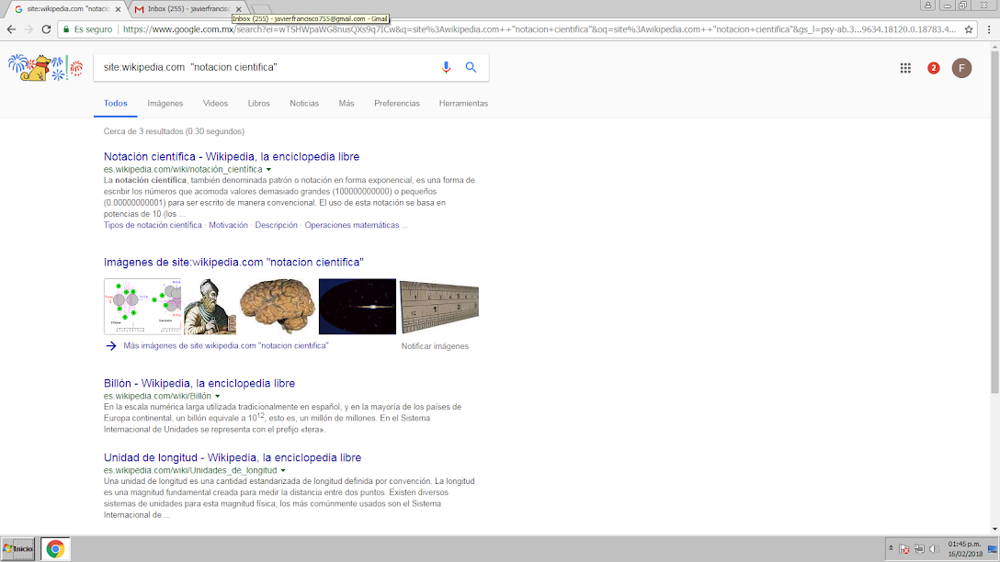 site:wikipedia.com "notacio
Inbox (255) - javierfrancisc
Inbox (255) - javierfrancisco755@gmail.com - Gmail
Es seguro
https://www.google.com.mx/search?ei=wTSHWpaWG8nusQXs9q7ICw&q=site%3Awikipedia.com++"notacion+cientifica"&oq=site%3Awikipedia.com++"notacion+cientifica"&gs_l=psy-ab.3...9634.18120.0.18783.4...
site:wikipedia.com "notacion cientifica"
2
F
Todos Imágenes Videos Libros Noticias Más Preferencias Herramientas
Cerca de 3 resultados (0.30 segundos)
Notación científica - Wikipedia, la enciclopedia libre
es.wikipedia.com/wiki/notación_científica
La notación científica, también denominada patrón o notación en forma exponencial, es una forma de
escribir los números que acomoda valores demasiado grandes (100000000000) o pequeños
(0.00000000001) para ser escrito de manera convencional. El uso de esta notación se basa en
potencias de 10 (los ...
Tipos de notación científica · Motivación · Descripción · Operaciones matemáticas ...
Imágenes de site:wikipedia.com "notacion cientifica"
Más imágenes de site:wikipedia.com "notacion cientifica"
Notificar imágenes
Billón - Wikipedia, la enciclopedia libre
es.wikipedia.com/wiki/Billón
En la escala numérica larga utilizada tradicionalmente en español, y en la mayoría de los países de
Europa continental, un billón equivale a 10¹², esto es, un millón de millones. En el Sistema
Internacional de Unidades se representa con el prefijo «tera».
Unidad de longitud - Wikipedia, la enciclopedia libre
es.wikipedia.com/wiki/Unidades_de_longitud
Una unidad de longitud es una cantidad estandarizada de longitud definida por convención. La longitud
es una magnitud fundamental creada para medir la distancia entre dos puntos. Existen diversos
sistemas de unidades para esta magnitud física; los más comúnmente usados son el Sistema
Internacional de ...
Inicio
01:45 p.m.
16/02/2018